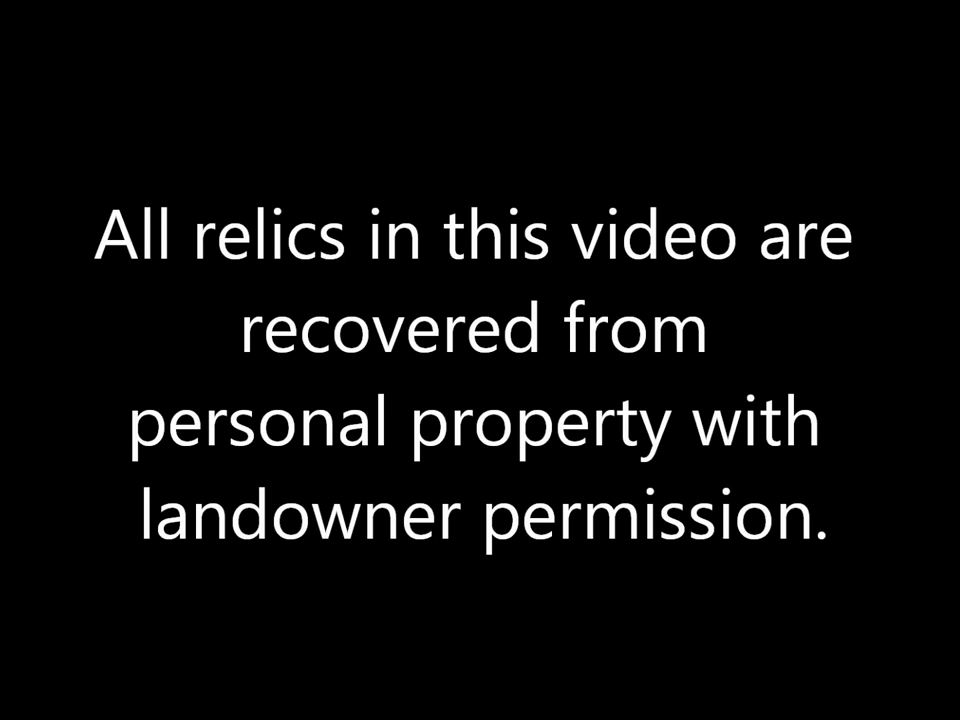 All relics in this video are
recovered from
personal property with
landowner permission.